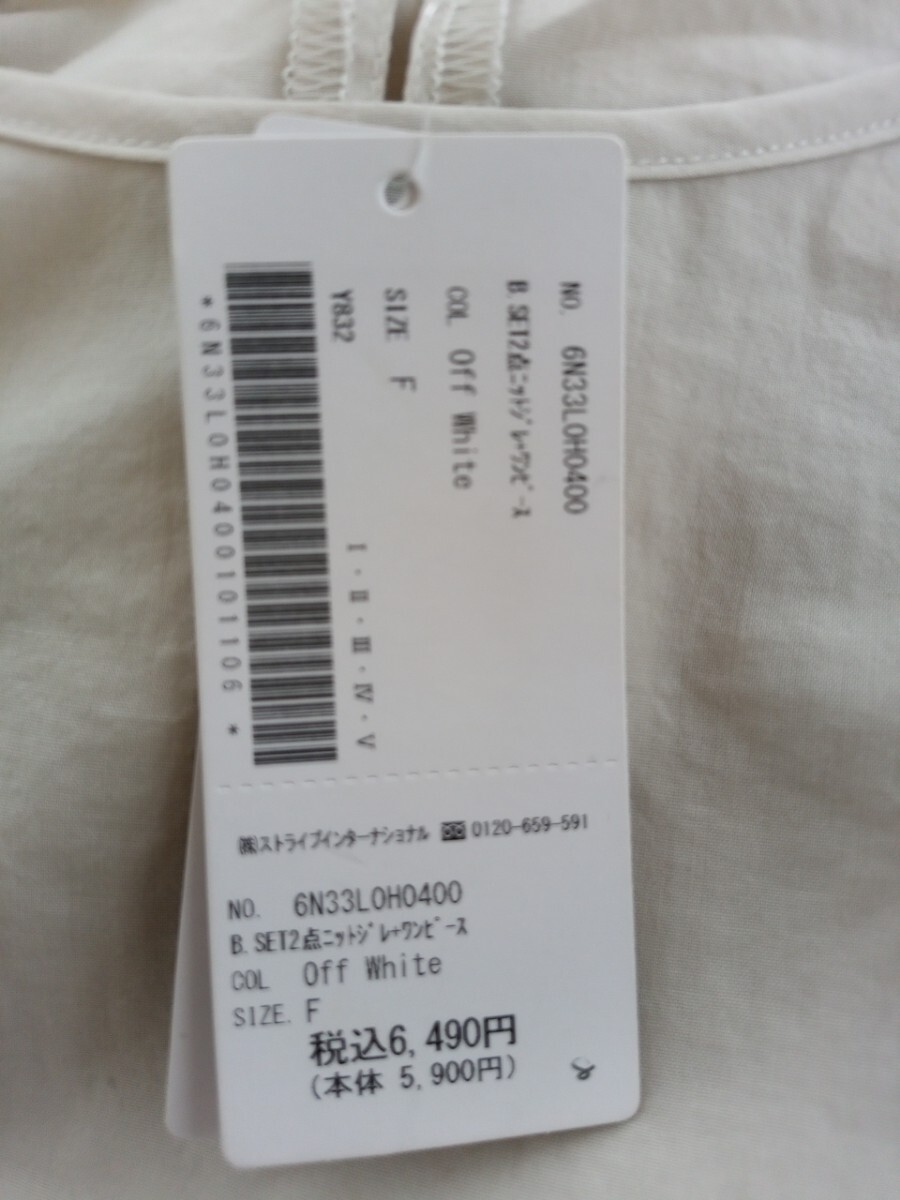 NO. 6N33L0H0400
B.SET2点ﾆｯﾄｼﾞﾚ+ﾜﾝﾋﾟｰｽ
COL Off White
SIZE F
Y832 Ⅰ・Ⅱ・Ⅲ・Ⅳ・Ⅴ
*6N33L0H0400101106*
㈱ストライプインターナショナル 0120-659-591
NO. 6N33L0H0400
B.SET2点ﾆｯﾄｼﾞﾚ+ﾜﾝﾋﾟｰｽ
COL Off White
SIZE. F
税込6,490円
(本体 5,900円)